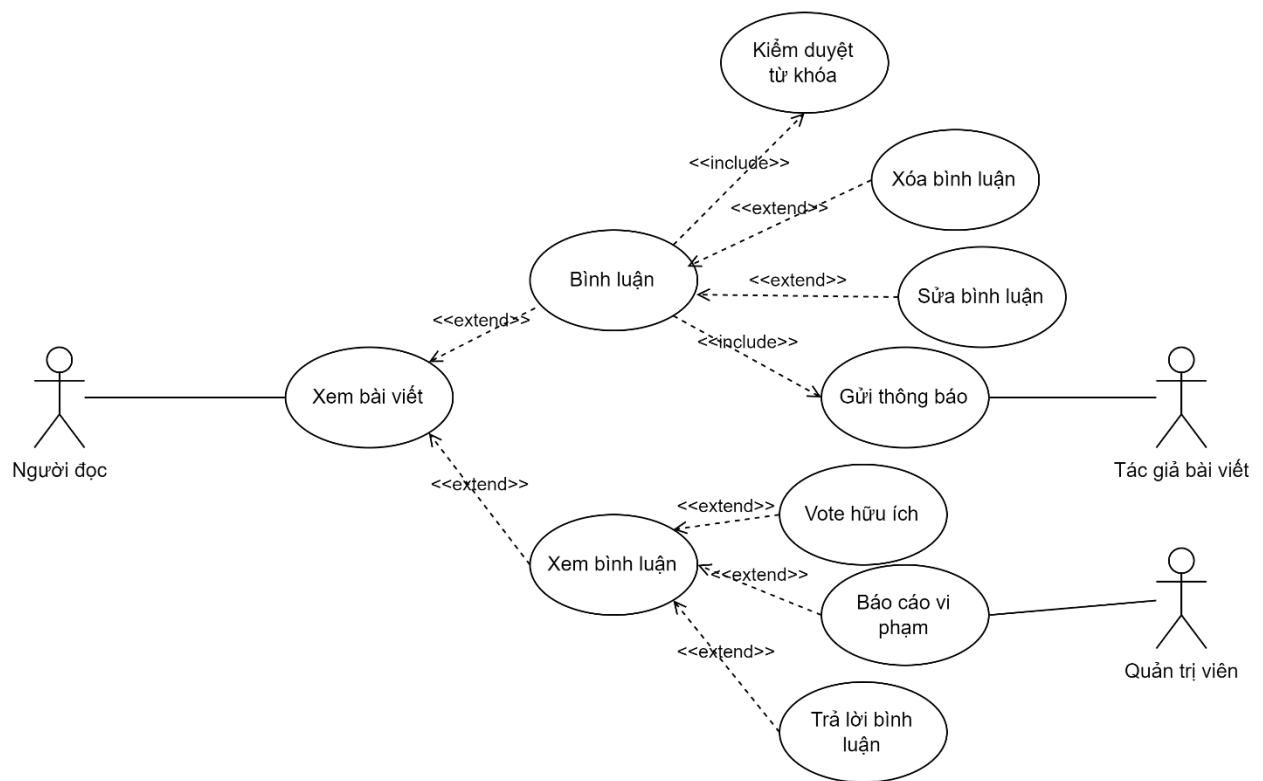 Kiểm duyệt
từ khóa
<<include>>
Xóa bình luận
<<extend>>
Bình luận
<<extend>>
Sửa bình luận
<<extend>>
<<include>>
Xem bài viết
Gửi thông báo
Người đọc
Tác giả bài viết
<<extend>>
<<extend>>
Vote hữu ích
Xem bình luận
<<extend>>
Báo cáo vi
phạm
<<extend>>
Quản trị viên
Trả lời bình
luận